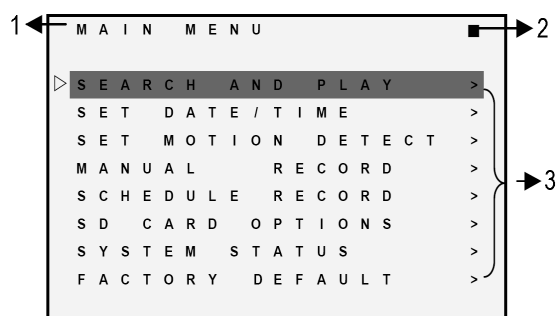 1 MAIN MENU 2
SEARCH AND PLAY >
SET DATE/TIME >
SET MOTION DETECT >
MANUAL RECORD >
3
SCHEDULE RECORD >
SD CARD OPTIONS >
SYSTEM STATUS >
FACTORY DEFAULT >